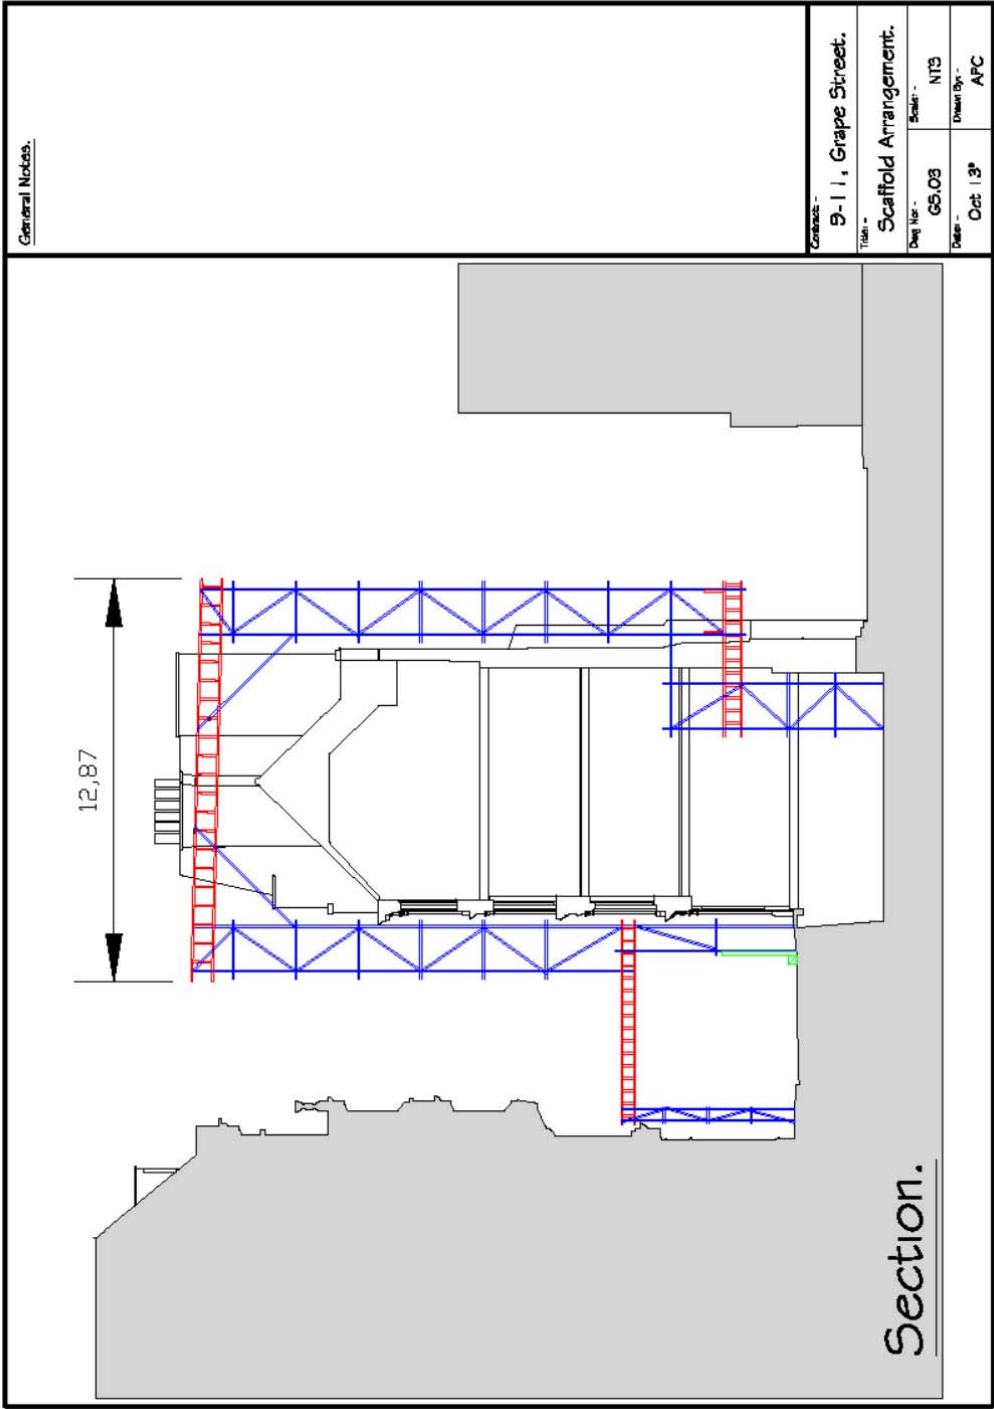 General Notes.
12,87
Section.
Contract:-
9-11, Grape Street.
Title:-
Scaffold Arrangement.
Dwg No:-
GS.03
Scale:-
NTS
Date:-
Oct 13"
Drawn By:-
APC